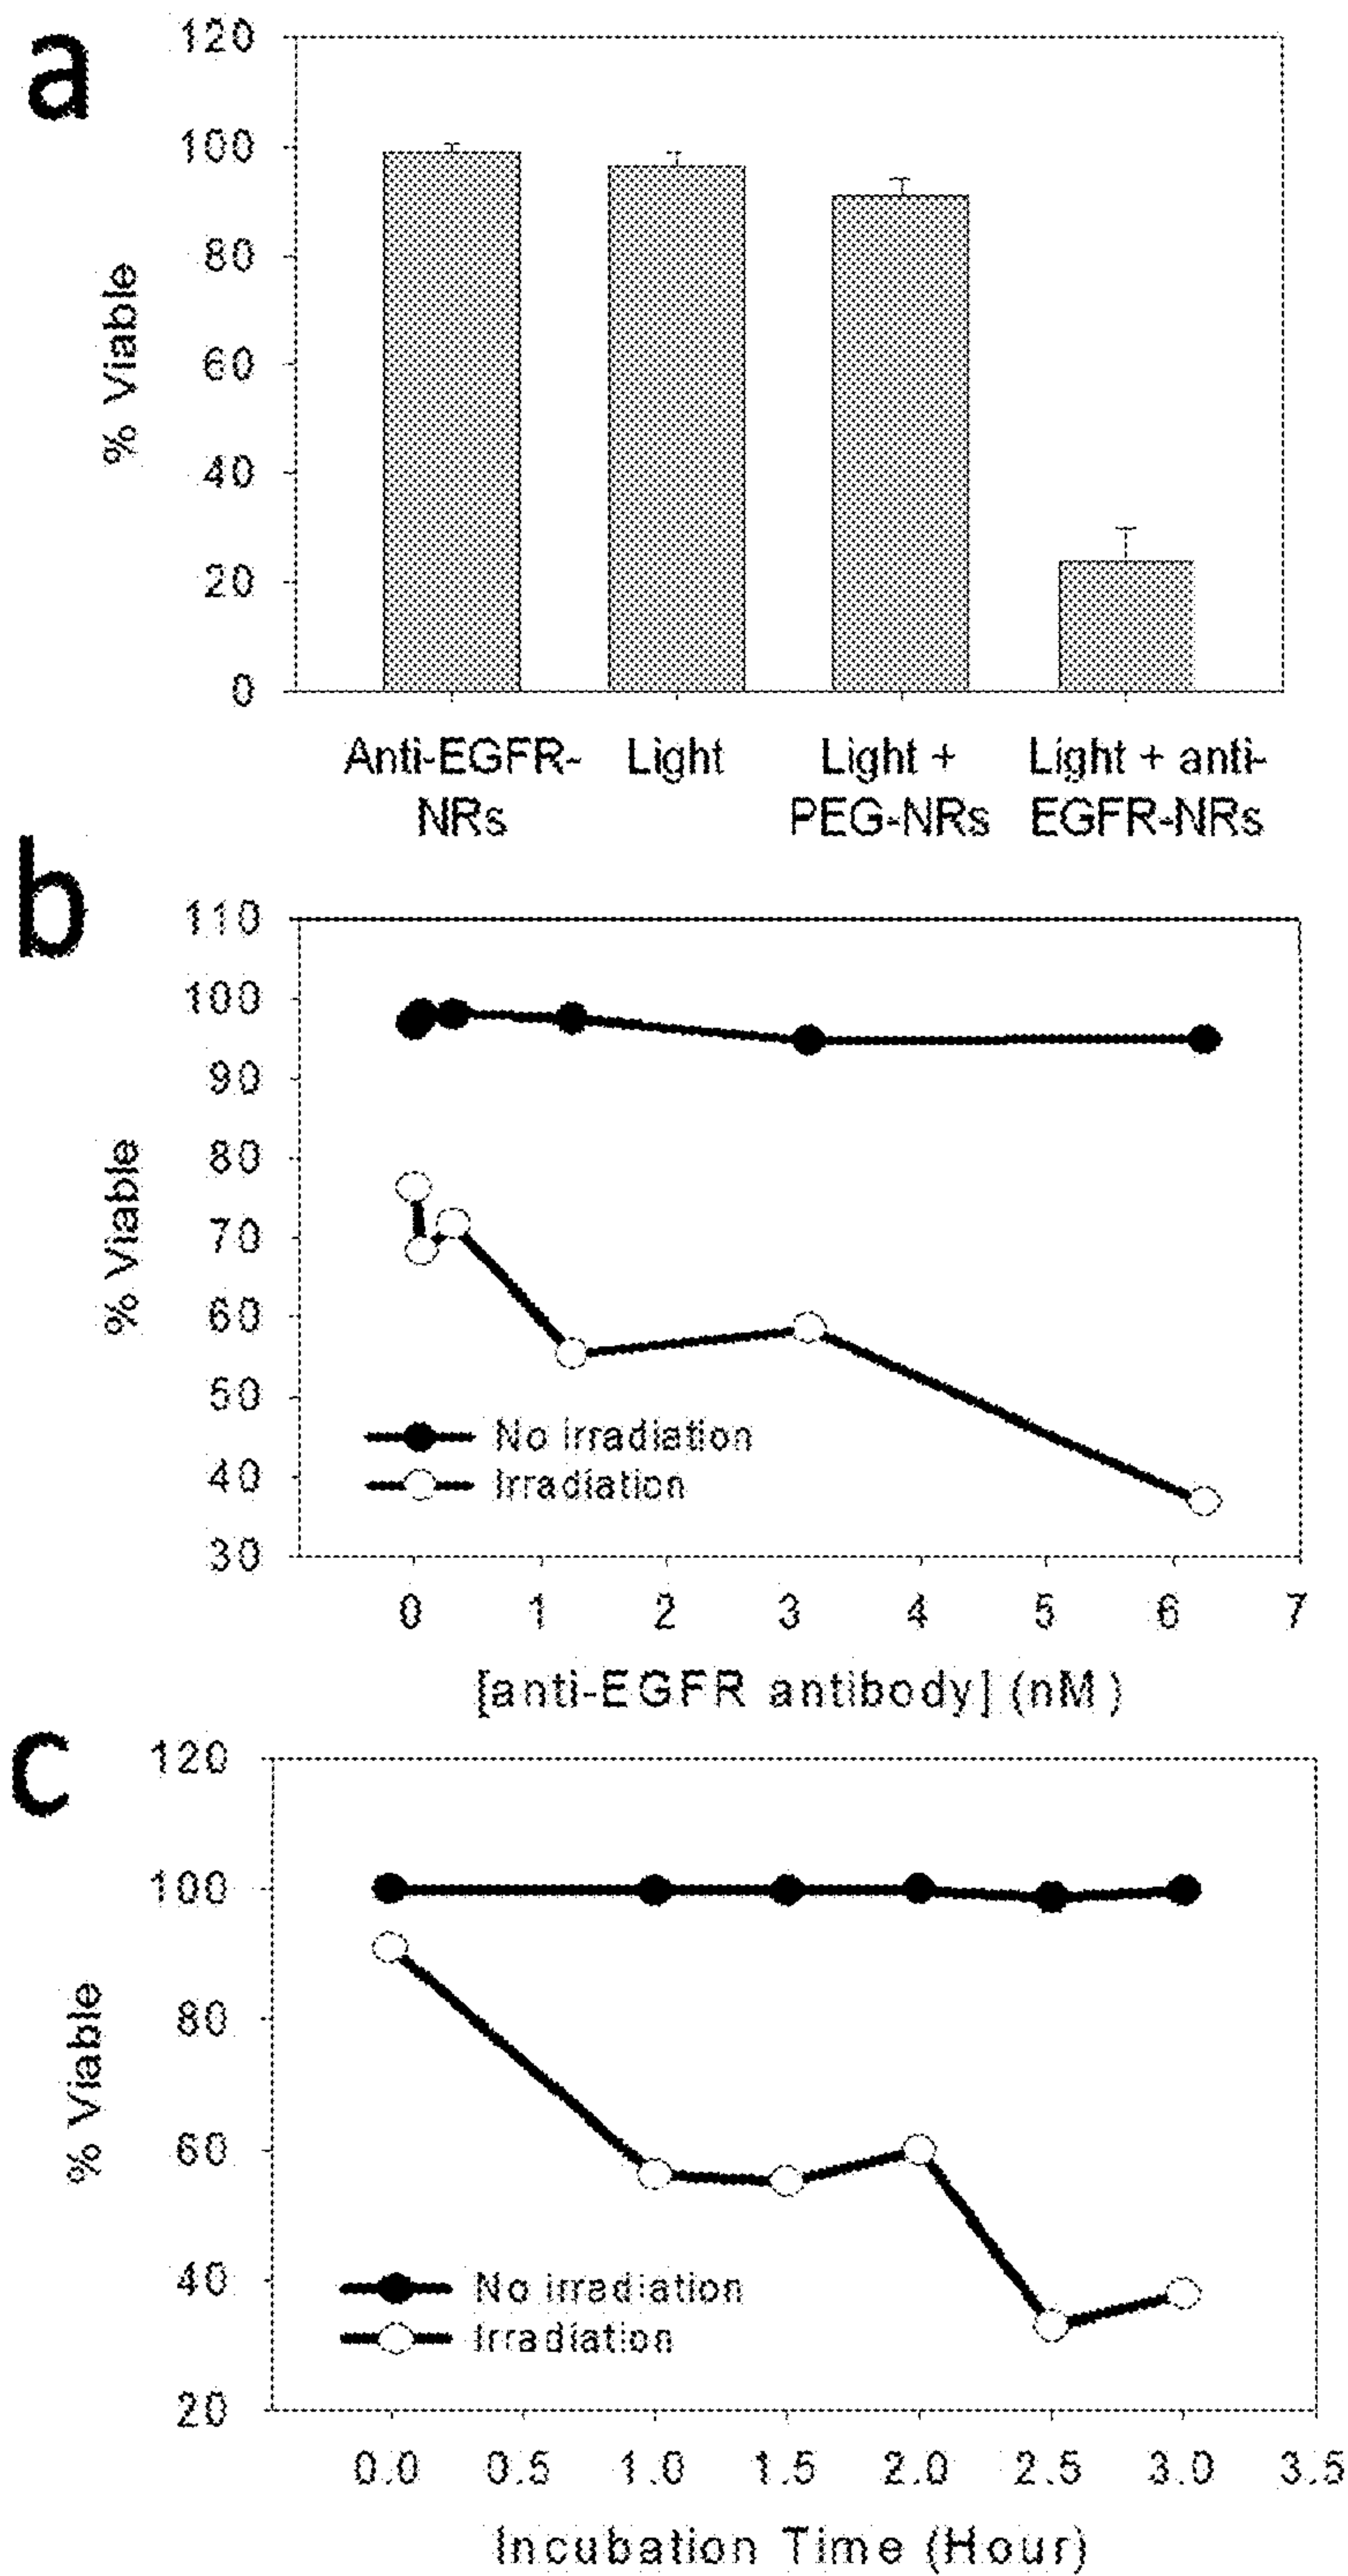 a
120
100
80
60
40
20
0
% Viable
Anti-EGFR-
NRs
Light
Light +
PEG-NRs
Light + anti-
EGFR-NRs
b
110
100
90
80
70
60
50
40
30
% Viable
No irradiation
Irradiation
0 1 2 3 4 5 6 7
[anti-EGFR antibody] (nM)
c
120
100
80
60
40
20
% Viable
No irradiation
Irradiation
0.0 0.5 1.0 1.5 2.0 2.5 3.0 3.5
Incubation Time (Hour)